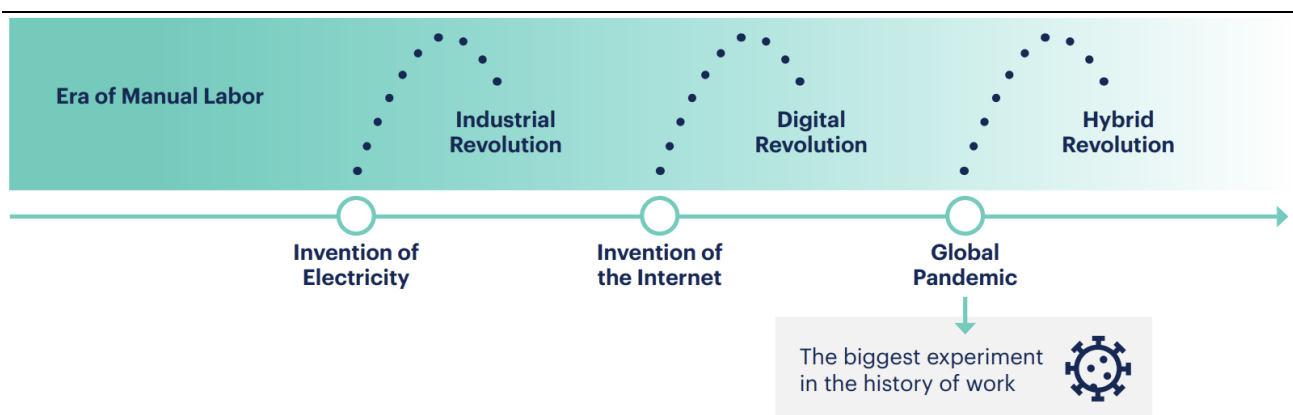 Era of Manual Labor
Industrial
Revolution
Digital
Revolution
Hybrid
Revolution
Invention of
Electricity
Invention of
the Internet
Global
Pandemic
The biggest experiment
in the history of work